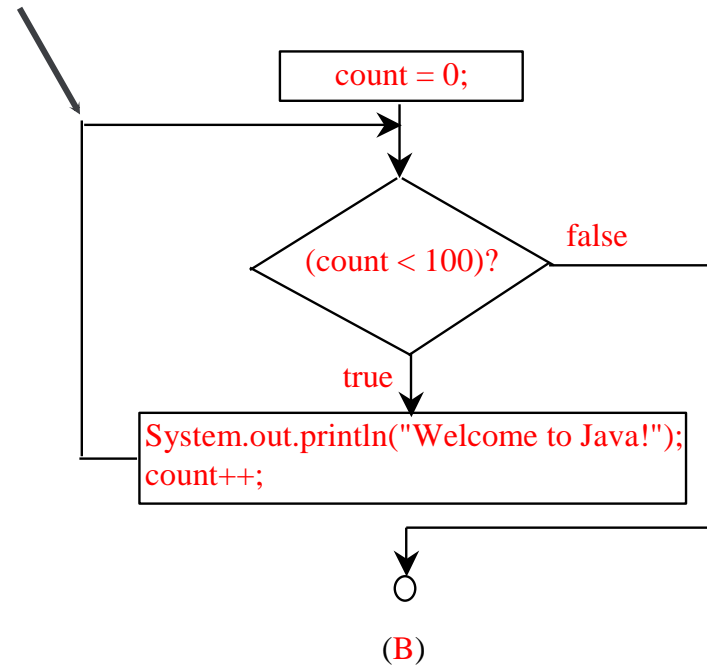 count = 0;
(count < 100)?
false
true
System.out.println("Welcome to Java!");
count++;
(B)